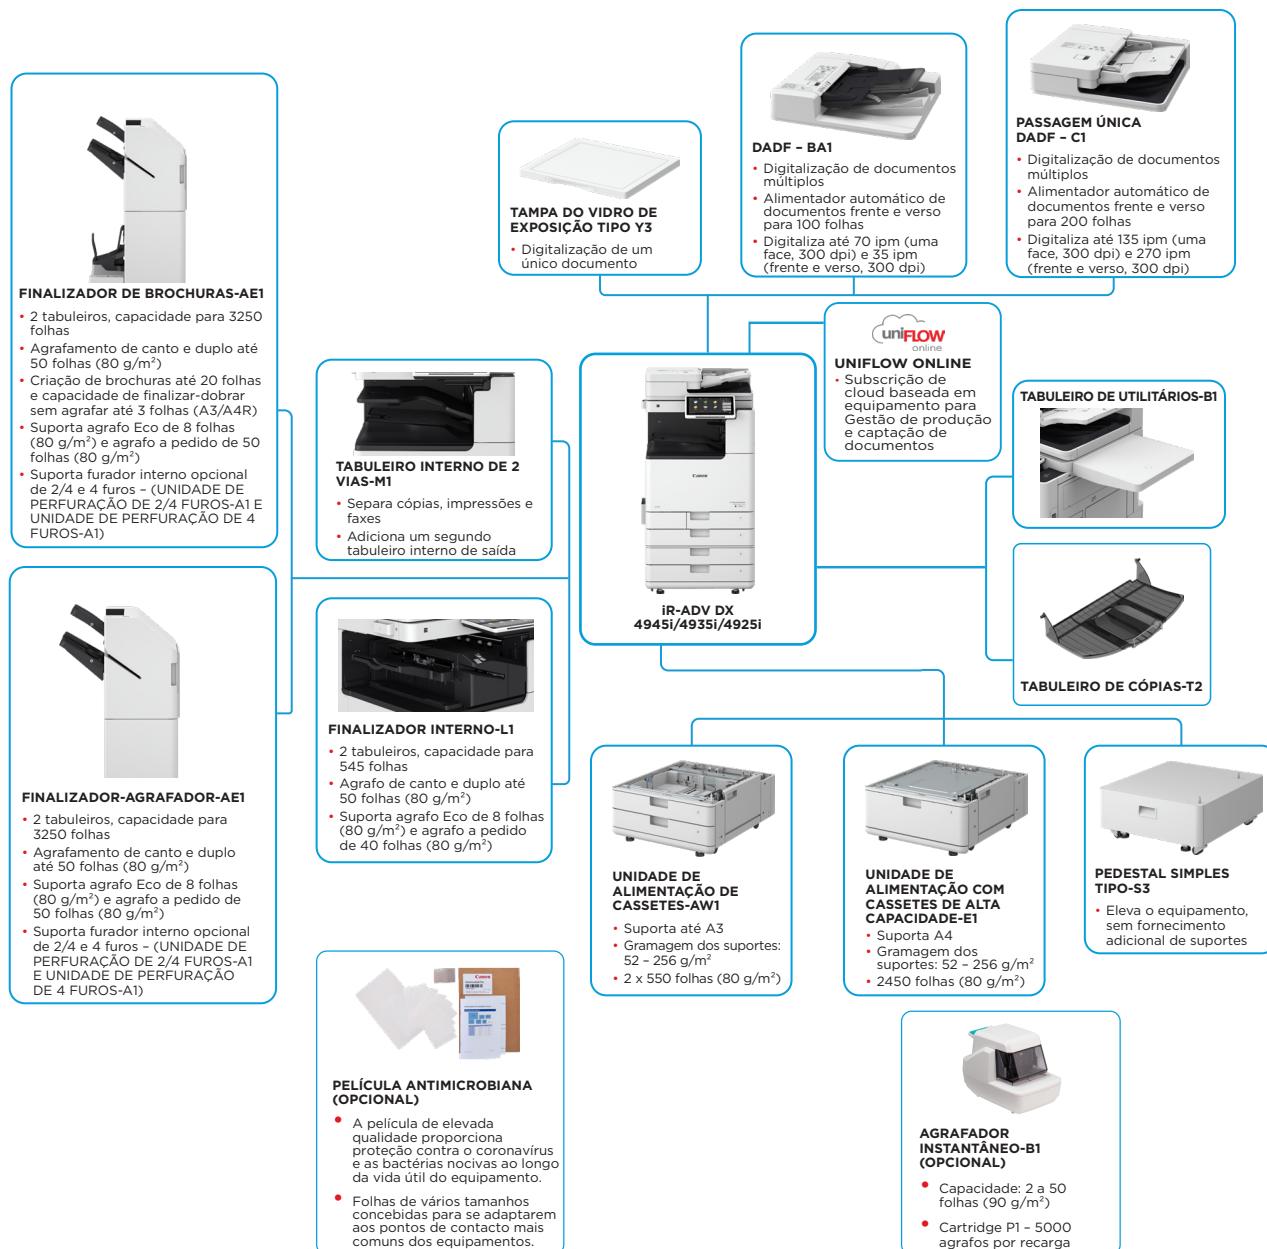 FINALIZADOR DE BROCHURAS-AE1
• 2 tabuleiros, capacidade para 3250
folhas
• Agrafamento de canto e duplo até
50 folhas (80 g/m²)
• Criação de brochuras até 20 folhas
e capacidade de finalizar-dobrar
sem agrafar até 3 folhas (A3/A4R)
• Suporta agrafo Eco de 8 folhas
(80 g/m²) e agrafo a pedido de 50
folhas (80 g/m²)
• Suporta furador interno opcional
de 2/4 e 4 furos – (UNIDADE DE
PERFURAÇÃO DE 2/4 FUROS-A1 E
UNIDADE DE PERFURAÇÃO DE 4
FUROS-A1)
FINALIZADOR-AGRAFADOR-AE1
• 2 tabuleiros, capacidade para
3250 folhas
• Agrafamento de canto e duplo
até 50 folhas (80 g/m²)
• Suporta agrafo Eco de 8 folhas
(80 g/m²) e agrafo a pedido de
50 folhas (80 g/m²)
• Suporta furador interno opcional
de 2/4 e 4 furos – (UNIDADE DE
PERFURAÇÃO DE 2/4 FUROS-A1
E UNIDADE DE PERFURAÇÃO
DE 4 FUROS-A1)
TABULEIRO INTERNO DE 2
VIAS-M1
• Separa cópias, impressões e
faxes
• Adiciona um segundo
tabuleiro interno de saída
FINALIZADOR INTERNO-L1
• 2 tabuleiros, capacidade para
545 folhas
• Agrafo de canto e duplo até
50 folhas (80 g/m²)
• Suporta agrafo Eco de 8 folhas
(80 g/m²) e agrafo a pedido
de 40 folhas (80 g/m²)
TAMPA DO VIDRO DE
EXPOSIÇÃO TIPO Y3
• Digitalização de um
único documento
DADF – BA1
• Digitalização de documentos
múltiplos
• Alimentador automático de
documentos frente e verso
para 100 folhas
• Digitaliza até 70 ipm (uma
face, 300 dpi) e 35 ipm
(frente e verso, 300 dpi)
PASSAGEM ÚNICA
DADF – C1
• Digitalização de documentos
múltiplos
• Alimentador automático de
documentos frente e verso
para 200 folhas
• Digitaliza até 135 ipm (uma
face, 300 dpi) e 270 ipm
(frente e verso, 300 dpi)
uniFLOW
online
UNIFLOW ONLINE
• Subscrição de
cloud baseada em
equipamento para
Gestão de produção
e captação de
documentos
Canon
iR-ADV DX
4945i/4935i/4925i
TABULEIRO DE UTILITÁRIOS-B1
TABULEIRO DE CÓPIAS-T2
UNIDADE DE
ALIMENTAÇÃO DE
CASSETES-AW1
• Suporta até A3
• Gramagem dos suportes:
52 – 256 g/m²
• 2 x 550 folhas (80 g/m²)
UNIDADE DE
ALIMENTAÇÃO COM
CASSETES DE ALTA
CAPACIDADE-E1
• Suporta A4
• Gramagem dos
suportes: 52 – 256 g/m²
• 2450 folhas (80 g/m²)
PEDESTAL SIMPLES
TIPO-S3
• Eleva o equipamento,
sem fornecimento
adicional de suportes
Canon
PELÍCULA ANTIMICROBIANA
(OPCIONAL)
• A película de elevada
qualidade proporciona
proteção contra o coronavírus
e as bactérias nocivas ao longo
da vida útil do equipamento.
• Folhas de vários tamanhos
concebidas para se adaptarem
aos pontos de contacto mais
comuns dos equipamentos.
AGRAFADOR
INSTANTÂNEO-B1
(OPCIONAL)
• Capacidade: 2 a 50
folhas (90 g/m²)
• Cartridge P1 – 5000
agrafos por recarga